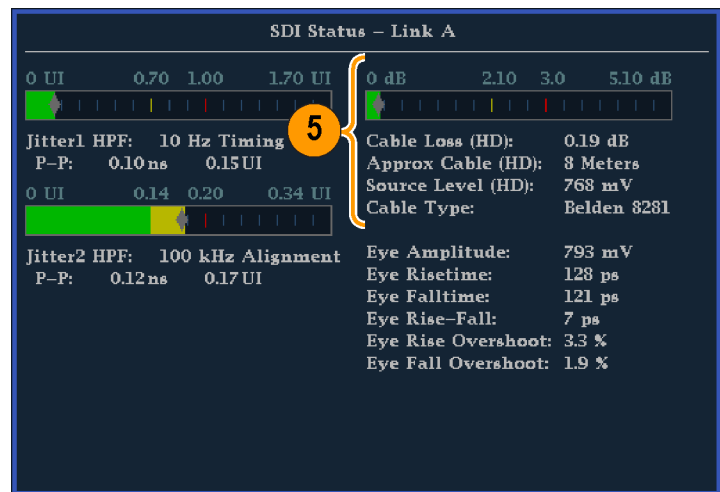 SDI Status – Link A
0 UI 0.70 1.00 1.70 UI
Jitter1 HPF: 10 Hz Timing
P–P: 0.10 ns 0.15 UI
0 UI 0.14 0.20 0.34 UI
Jitter2 HPF: 100 kHz Alignment
P–P: 0.12 ns 0.17 UI
5
0 dB 2.10 3.0 5.10 dB
Cable Loss (HD): 0.19 dB
Approx Cable (HD): 8 Meters
Source Level (HD): 768 mV
Cable Type: Belden 8281
Eye Amplitude: 793 mV
Eye Risetime: 128 ps
Eye Falltime: 121 ps
Eye Rise–Fall: 7 ps
Eye Rise Overshoot: 3.3 %
Eye Fall Overshoot: 1.9 %